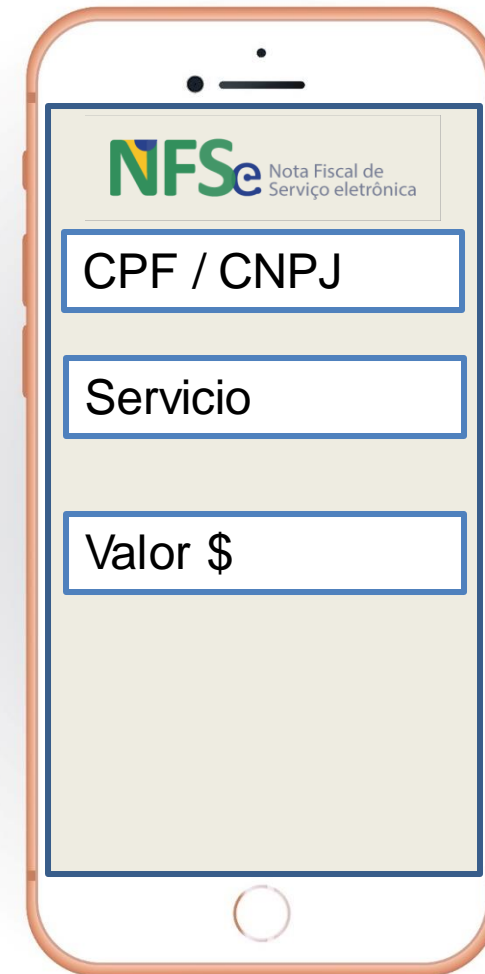 NFSe
Nota Fiscal de
Serviço eletrônica
CPF / CNPJ
Servicio
Valor $